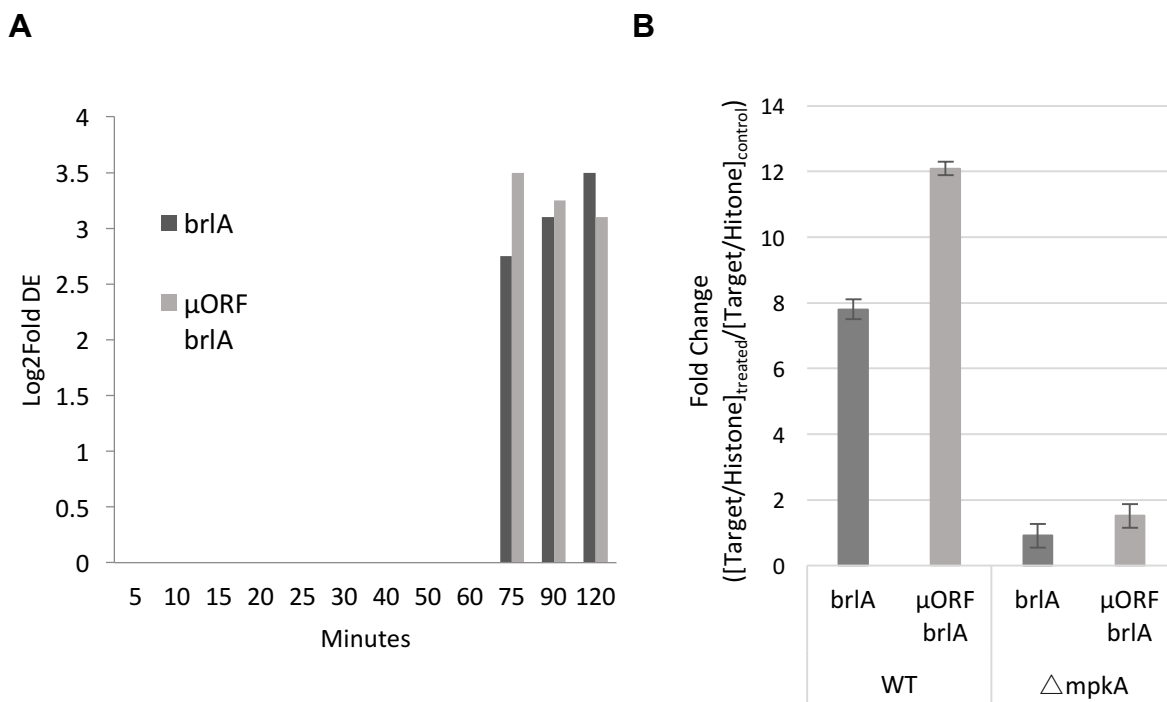 A
4
3.5
3
2.5
2
1.5
1
0.5
0
Log2Fold DE
brlA
µORF
brlA
5 10 15 20 25 30 40 50 60 75 90 120
Minutes
B
Fold Change
([Target/Histone]treated/[Target/Hitone]control)
14
12
10
8
6
4
2
0
brlA µORF brlA µORF
brlA brlA
WT △mpkA